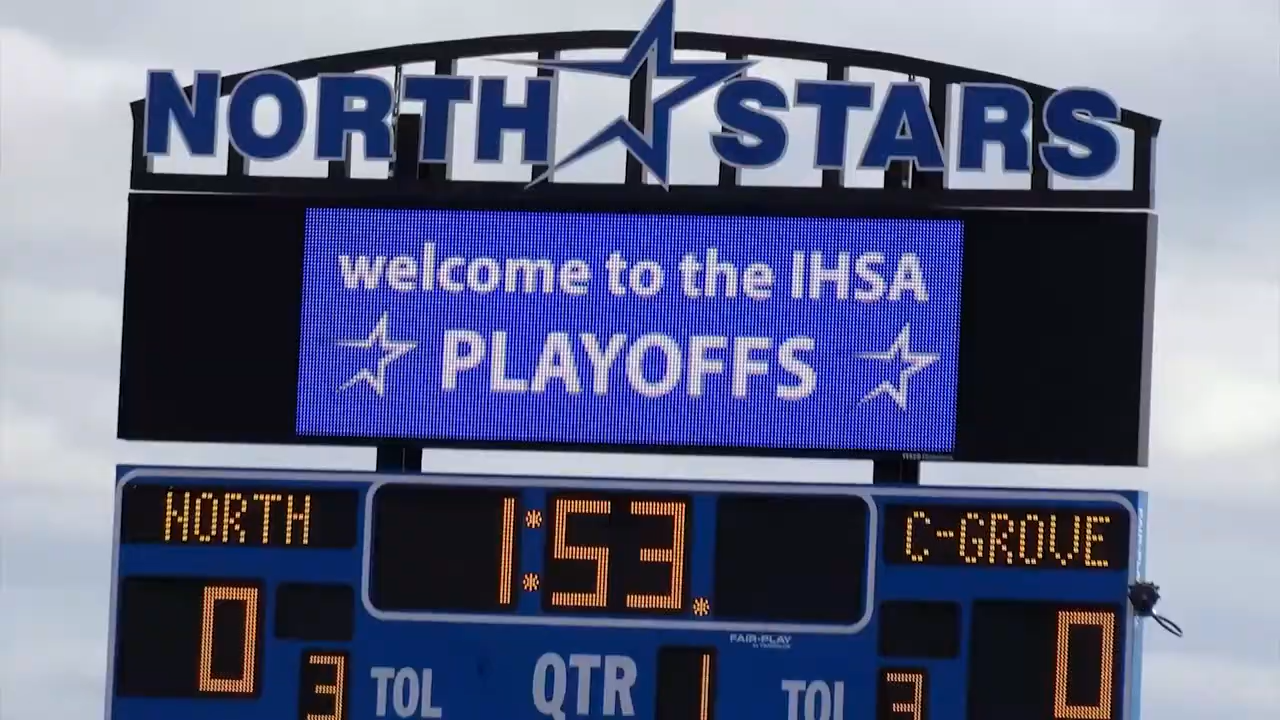 NORTH STARS
welcome to the IHSA
PLAYOFFS
NORTH 1:53. C-GROVE
0 0
FAIR-PLAY
3 TOL QTR 1 TOL 3